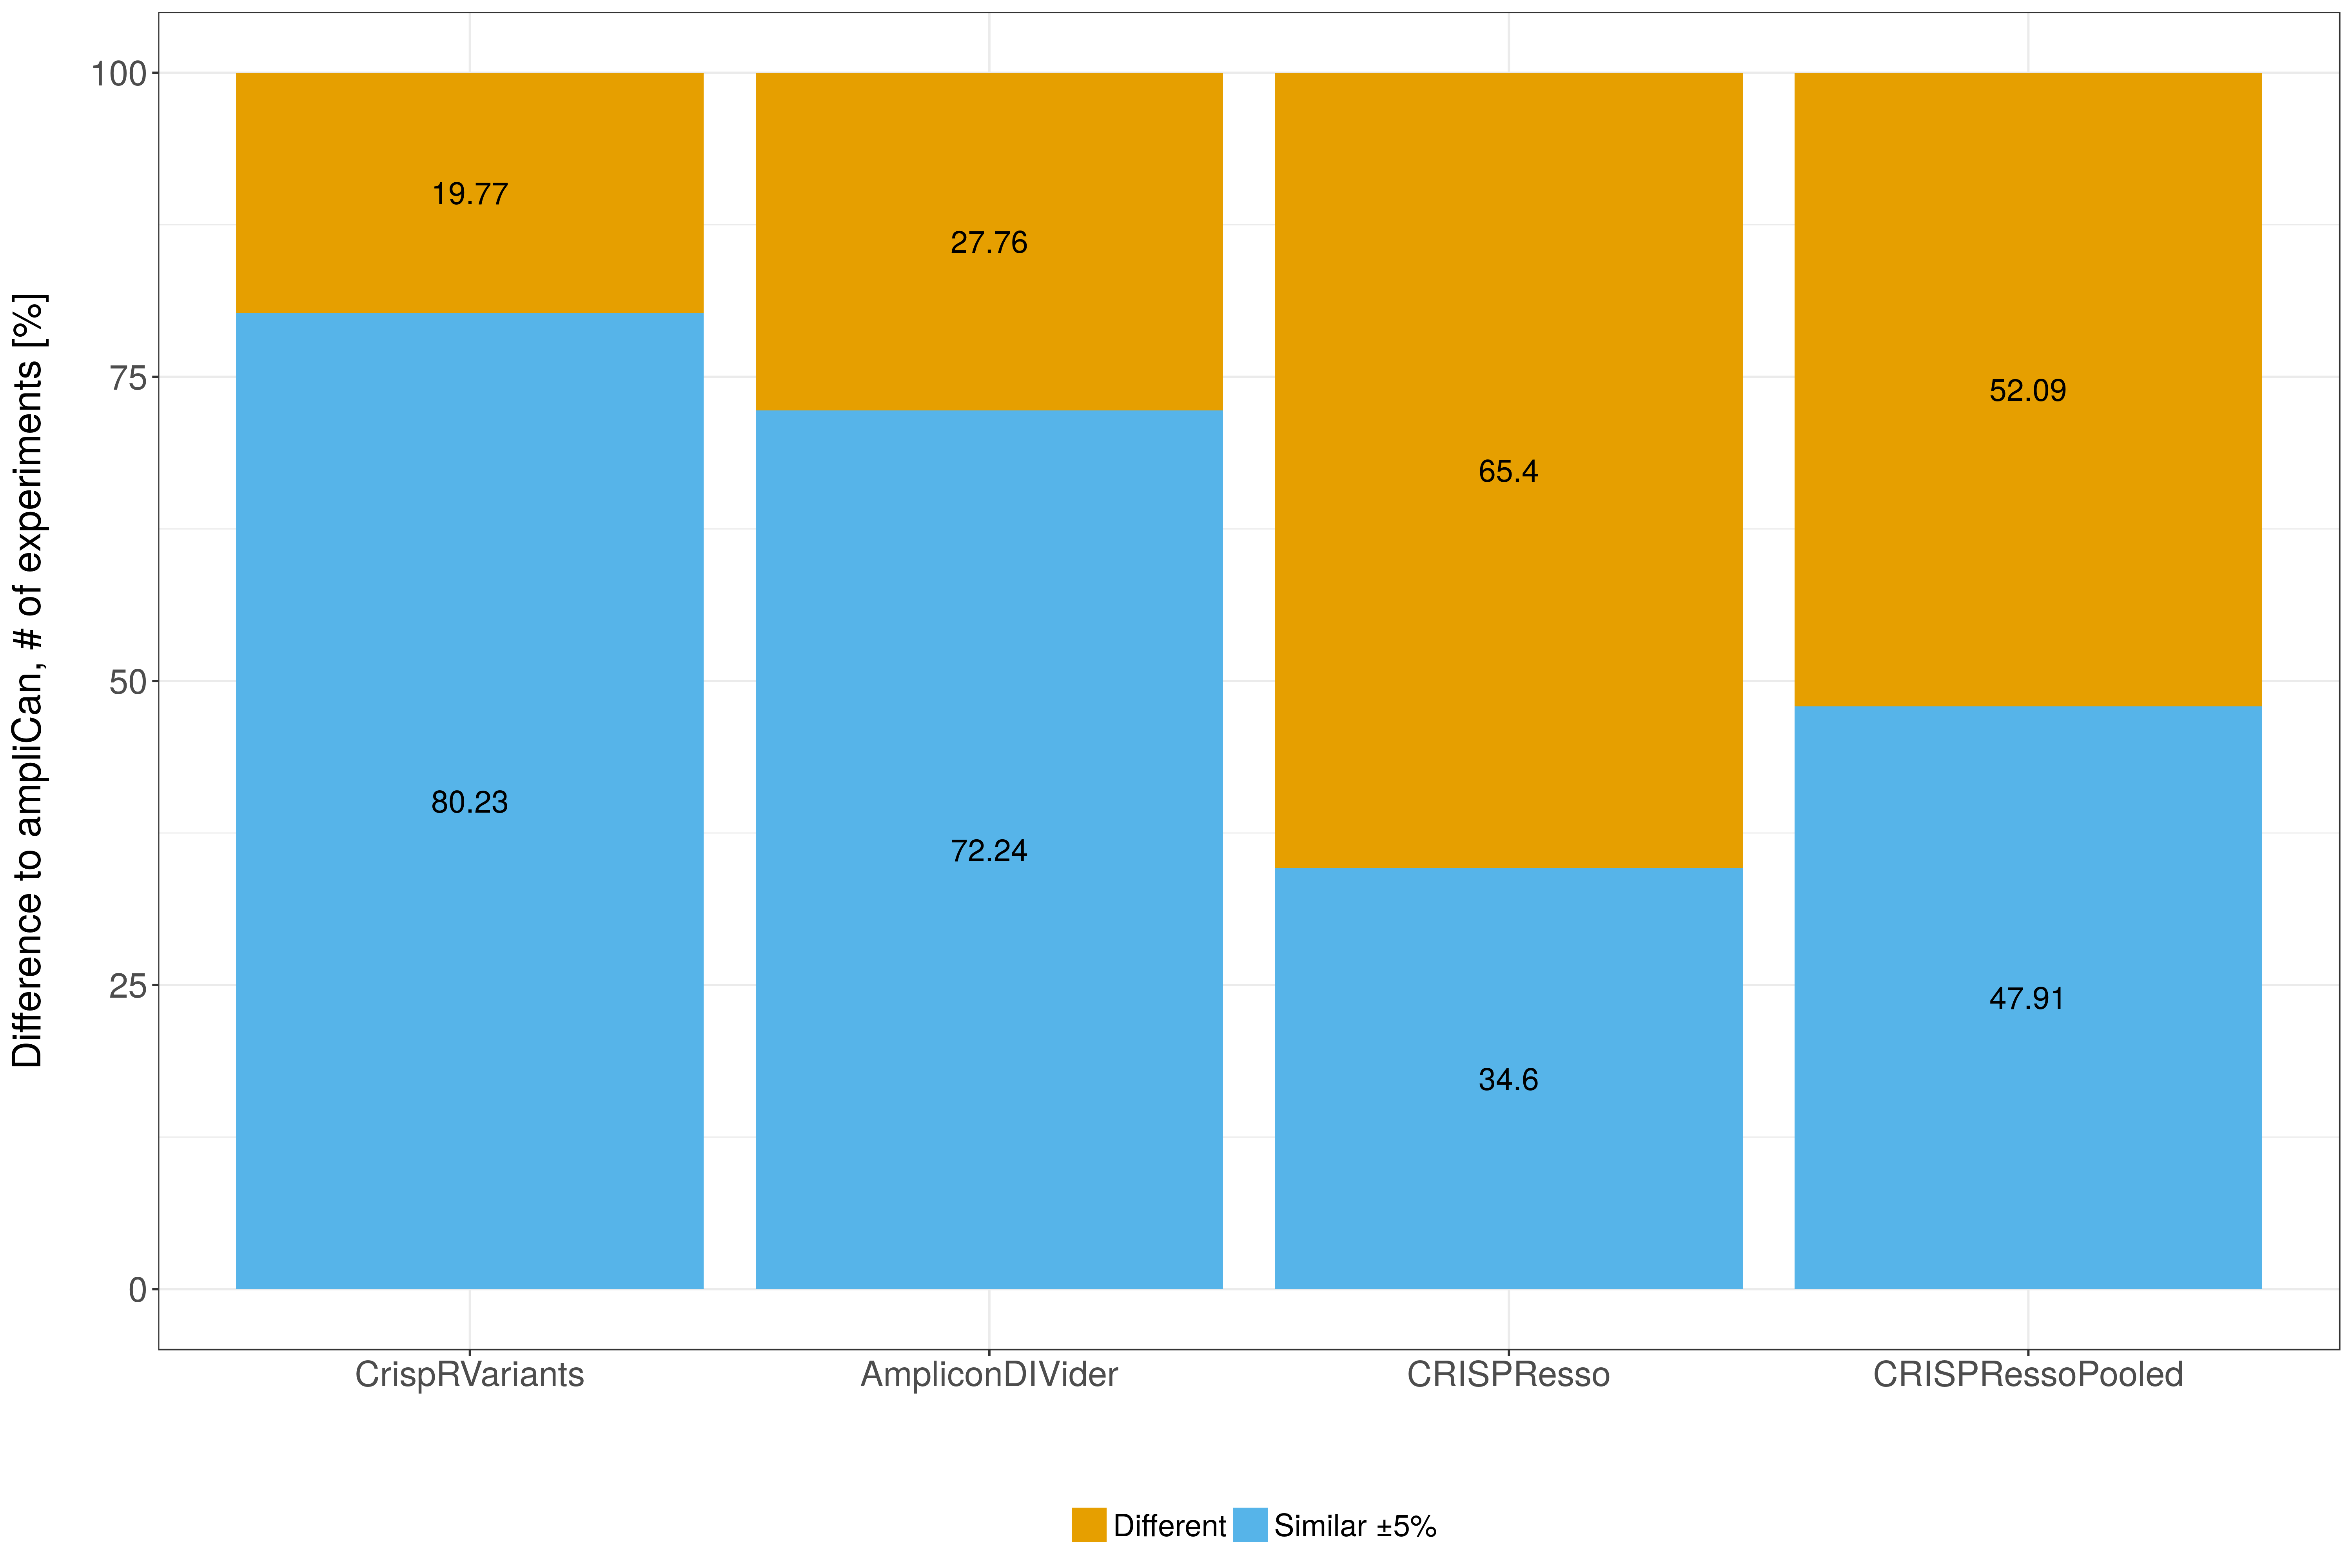 Difference to ampliCan, # of experiments [%]
100
75
50
25
0
19.77
27.76
65.4
52.09
80.23
72.24
34.6
47.91
CrispRVariants
AmpliconDIVider
CRISPResso
CRISPRessoPooled
Different
Similar ±5%